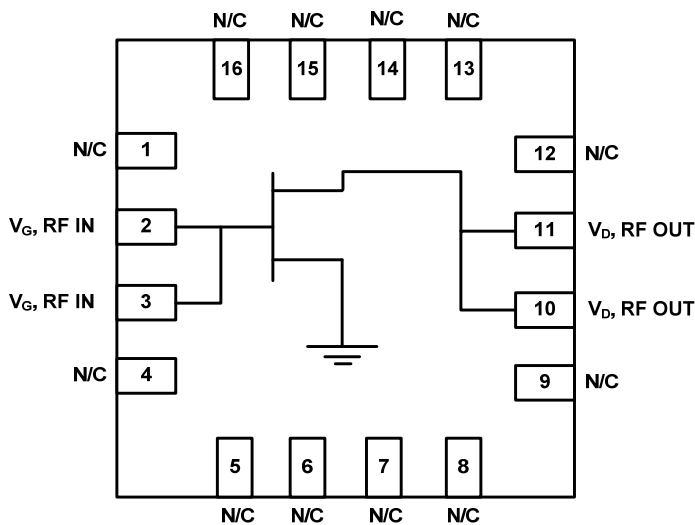 N/C N/C N/C N/C
16 15 14 13
N/C 1 12 N/C
VG, RF IN 2 11 VD, RF OUT
VG, RF IN 3 10 VD, RF OUT
N/C 4 9 N/C
5 6 7 8
N/C N/C N/C N/C